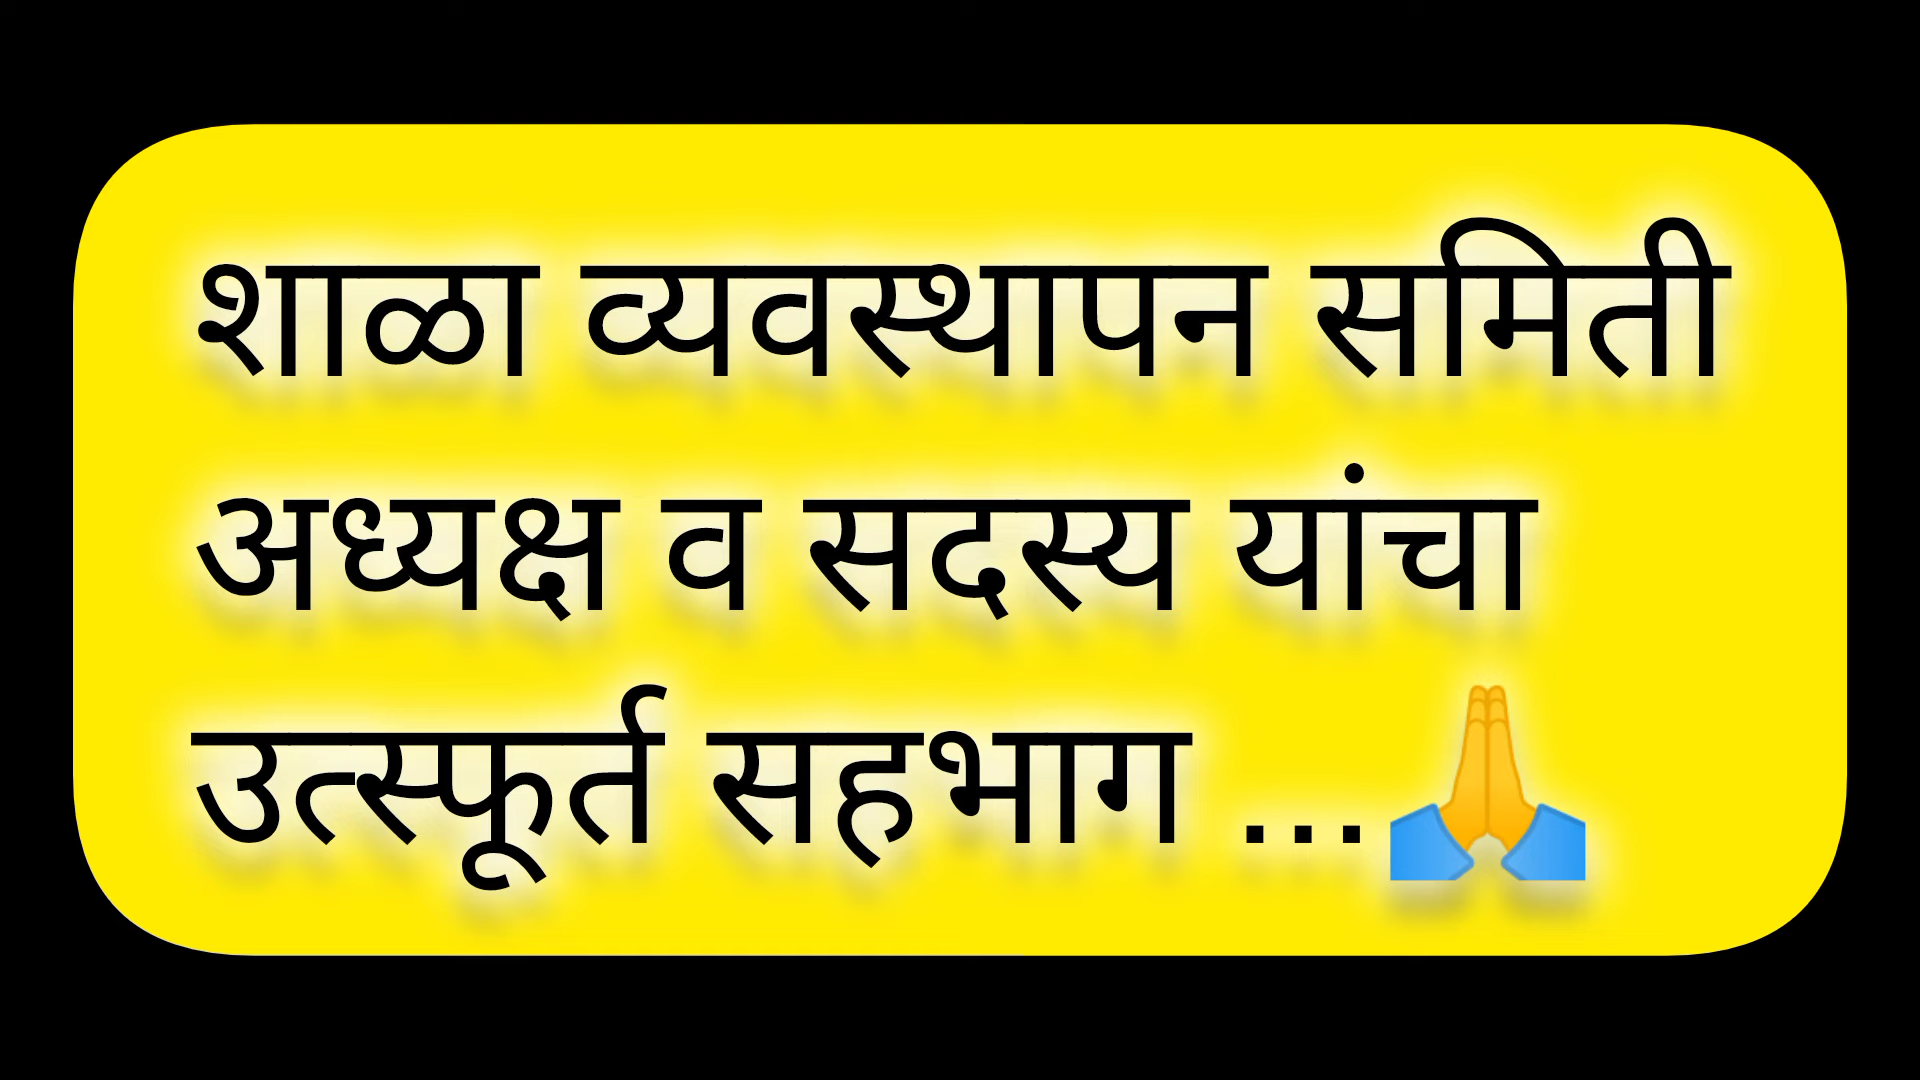 शाळा व्यवस्थापन समिती
अध्यक्ष व सदस्य यांचा
उत्स्फूर्त सहभाग ...🙏